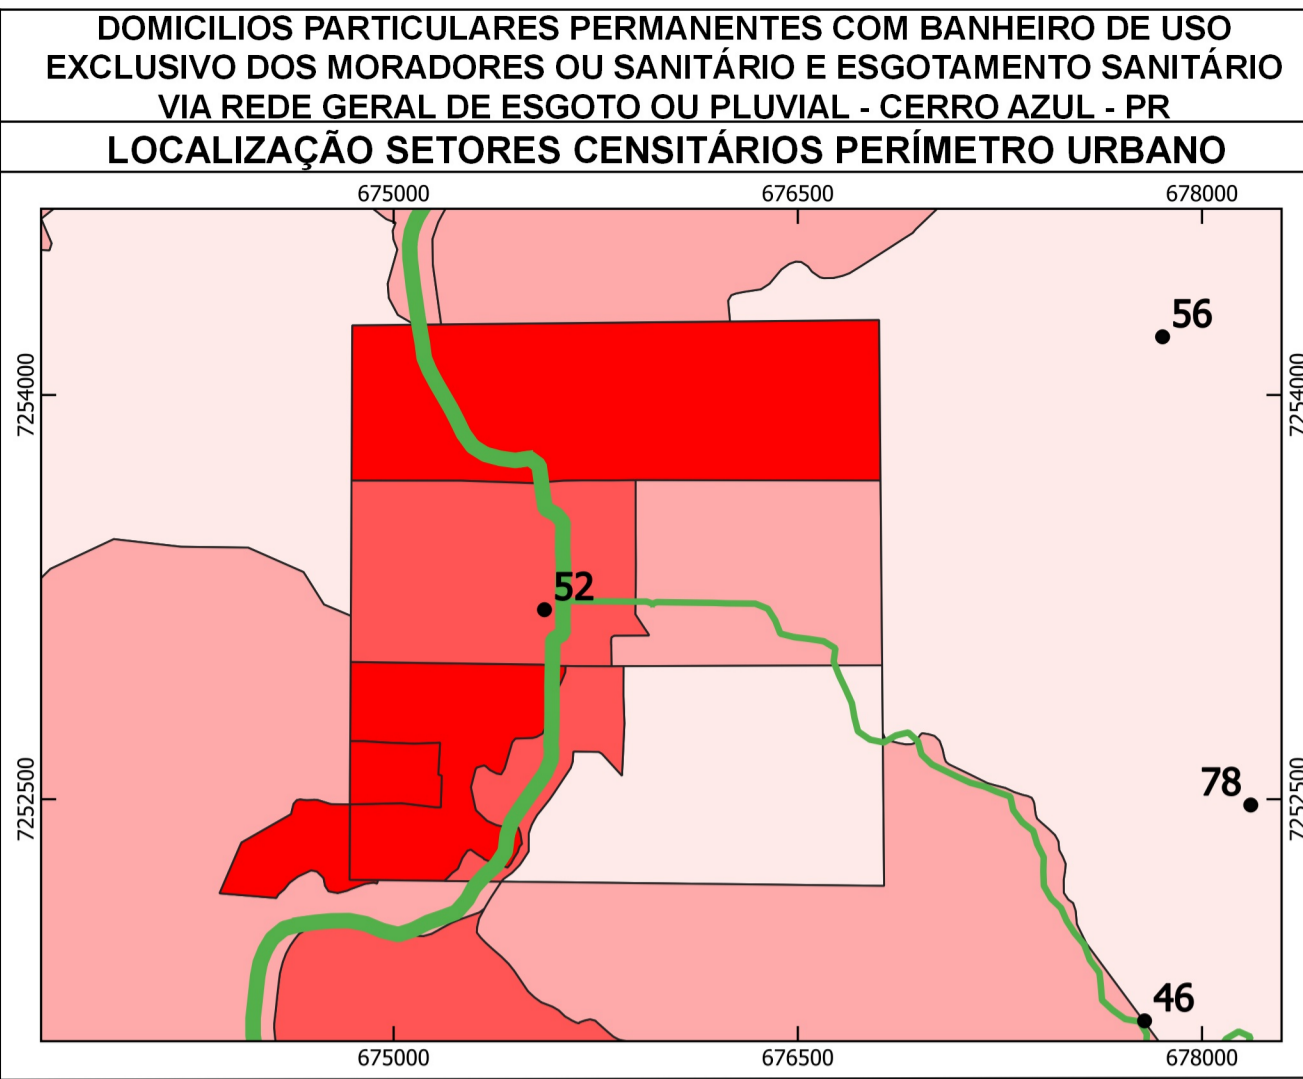 DOMICILIOS PARTICULARES PERMANENTES COM BANHEIRO DE USO
EXCLUSIVO DOS MORADORES OU SANITÁRIO E ESGOTAMENTO SANITÁRIO
VIA REDE GERAL DE ESGOTO OU PLUVIAL - CERRO AZUL - PR
LOCALIZAÇÃO SETORES CENSITÁRIOS PERÍMETRO URBANO
675000 676500 678000
56
7254000 7254000
52
78
7252500 7252500
46
675000 676500 678000